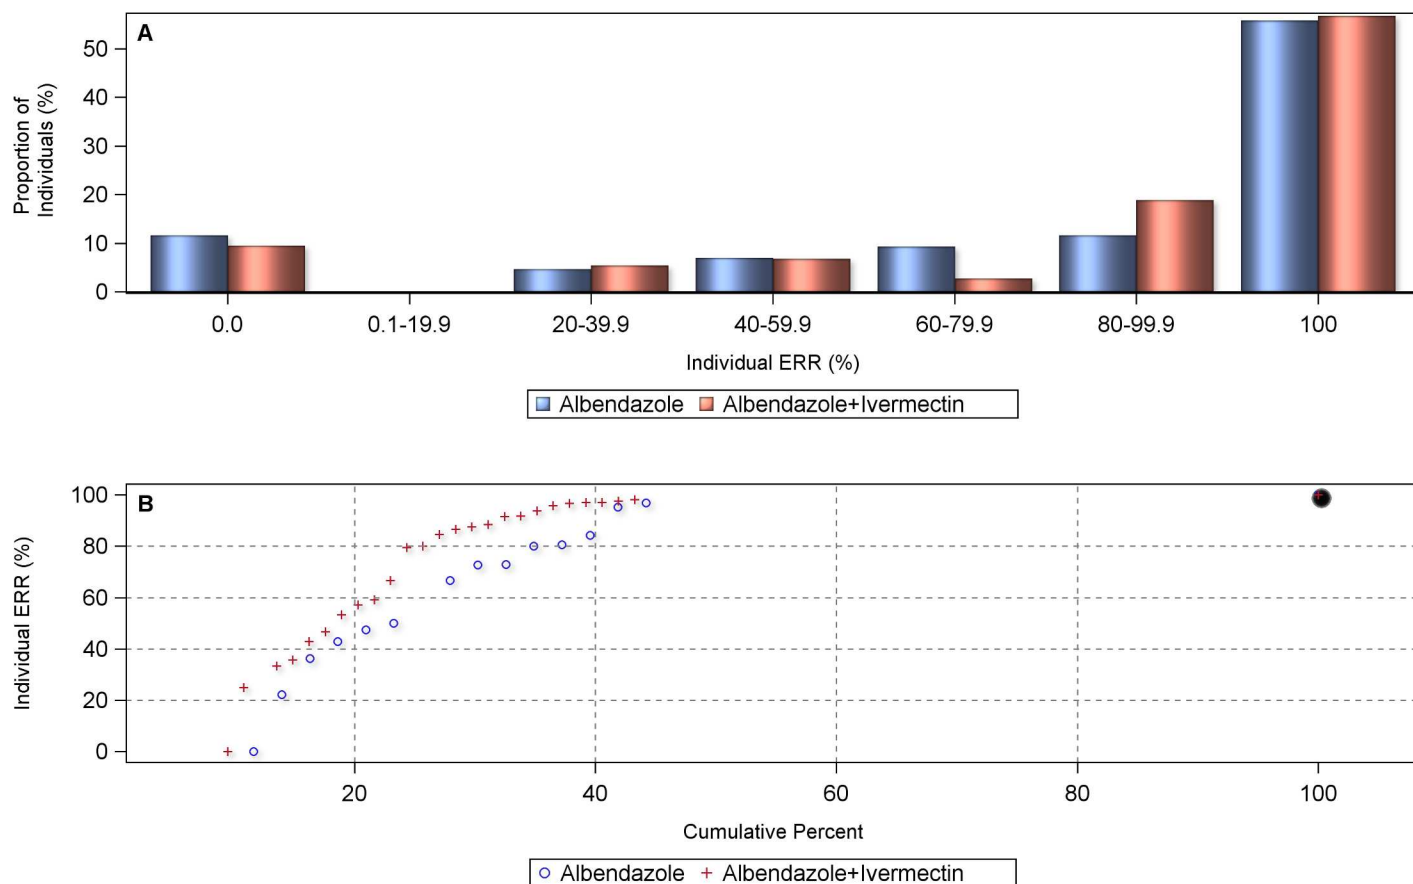 A
Proportion of
Individuals (%)
50
40
30
20
10
0
0.0 0.1-19.9 20-39.9 40-59.9 60-79.9 80-99.9 100
Individual ERR (%)
Albendazole Albendazole+Ivermectin
B
Individual ERR (%)
100
80
60
40
20
0
20 40 60 80 100
Cumulative Percent
Albendazole Albendazole+Ivermectin